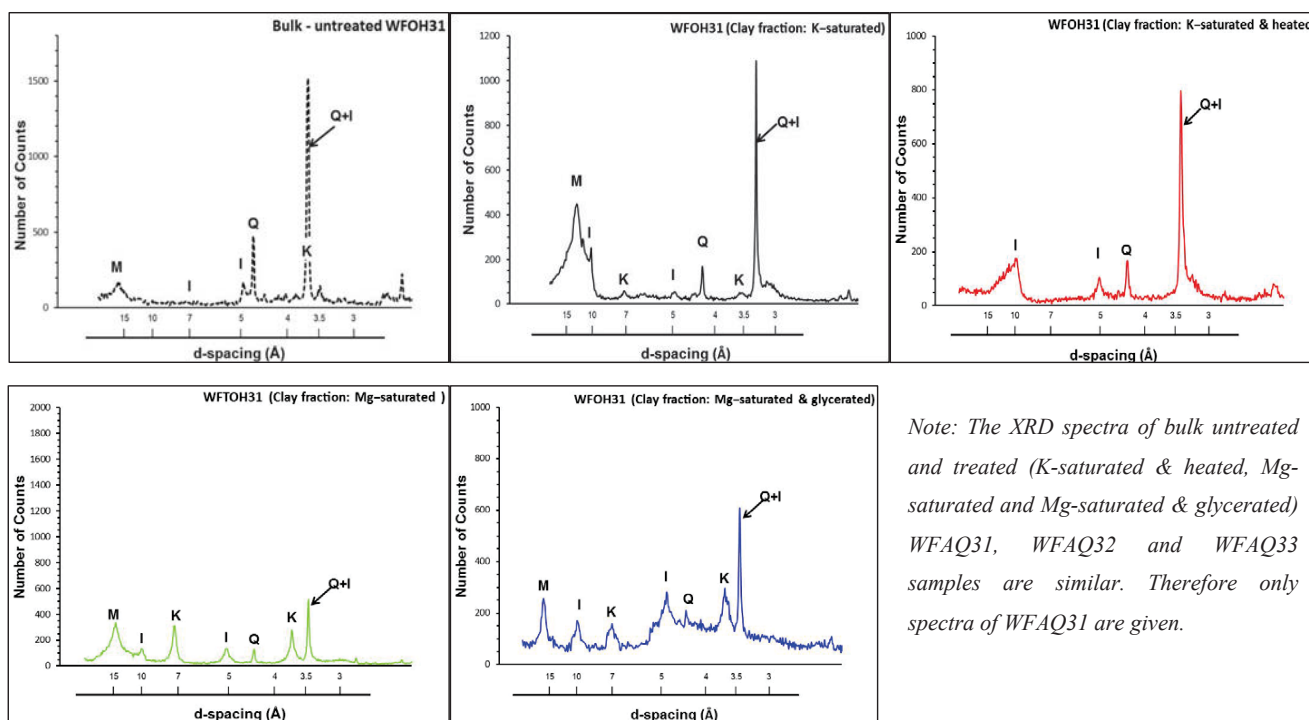 Bulk - untreated WFOH31
Number of Counts
1500
1000
500
0
M
I
I
Q
K
Q+I
15 10 7 5 4 3.5 3
d-spacing (Å)
WFOH31 (Clay fraction: K–saturated)
Number of Counts
1200
1000
800
600
400
200
0
M
I
K
I
Q
K
Q+I
15 10 7 5 4 3.5 3
d-spacing (Å)
WFOH31 (Clay fraction: K–saturated & heated
Number of Counts
1000
800
600
400
200
0
I
I
Q
Q+I
15 10 7 5 4 3.5 3
d-spacing (Å)
WFTOH31 (Clay fraction: Mg–saturated )
Number of Counts
2000
1800
1600
1400
1200
1000
800
600
400
200
0
M
I
K
I
Q
K
Q+I
15 10 7 5 4 3.5 3
d-spacing (Å)
WFOH31 (Clay fraction: Mg–saturated & glycerated)
Number of Counts
1000
800
600
400
200
0
M
I
K
I
Q
K
Q+I
15 10 7 5 4 3.5 3
d-spacing (Å)
Note: The XRD spectra of bulk untreated
and treated (K-saturated & heated, Mg-
saturated and Mg-saturated & glycerated)
WFAQ31, WFAQ32 and WFAQ33
samples are similar. Therefore only
spectra of WFAQ31 are given.